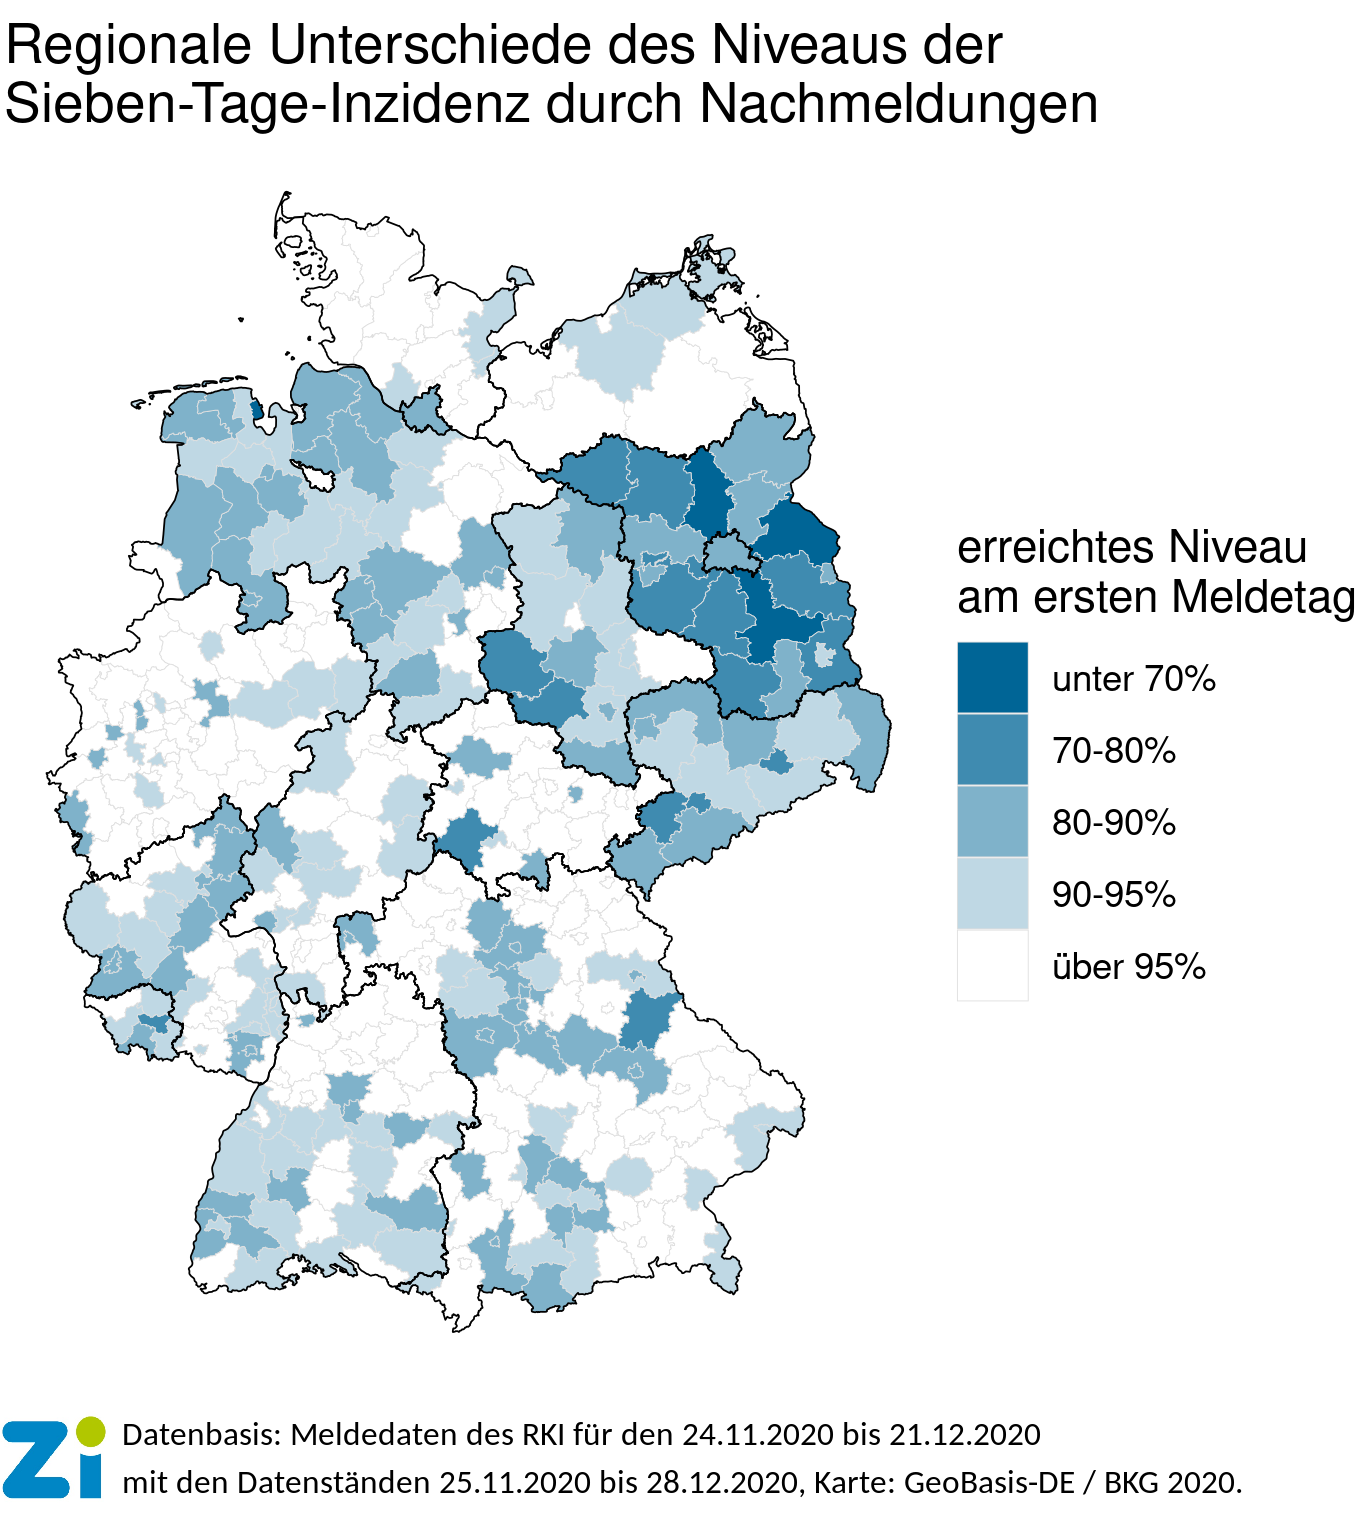 Regionale Unterschiede des Niveaus der
Sieben-Tage-Inzidenz durch Nachmeldungen
erreichtes Niveau
am ersten Meldetag
unter 70%
70-80%
80-90%
90-95%
über 95%
Zi
Datenbasis: Meldedaten des RKI für den 24.11.2020 bis 21.12.2020
mit den Datenständen 25.11.2020 bis 28.12.2020, Karte: GeoBasis-DE / BKG 2020.